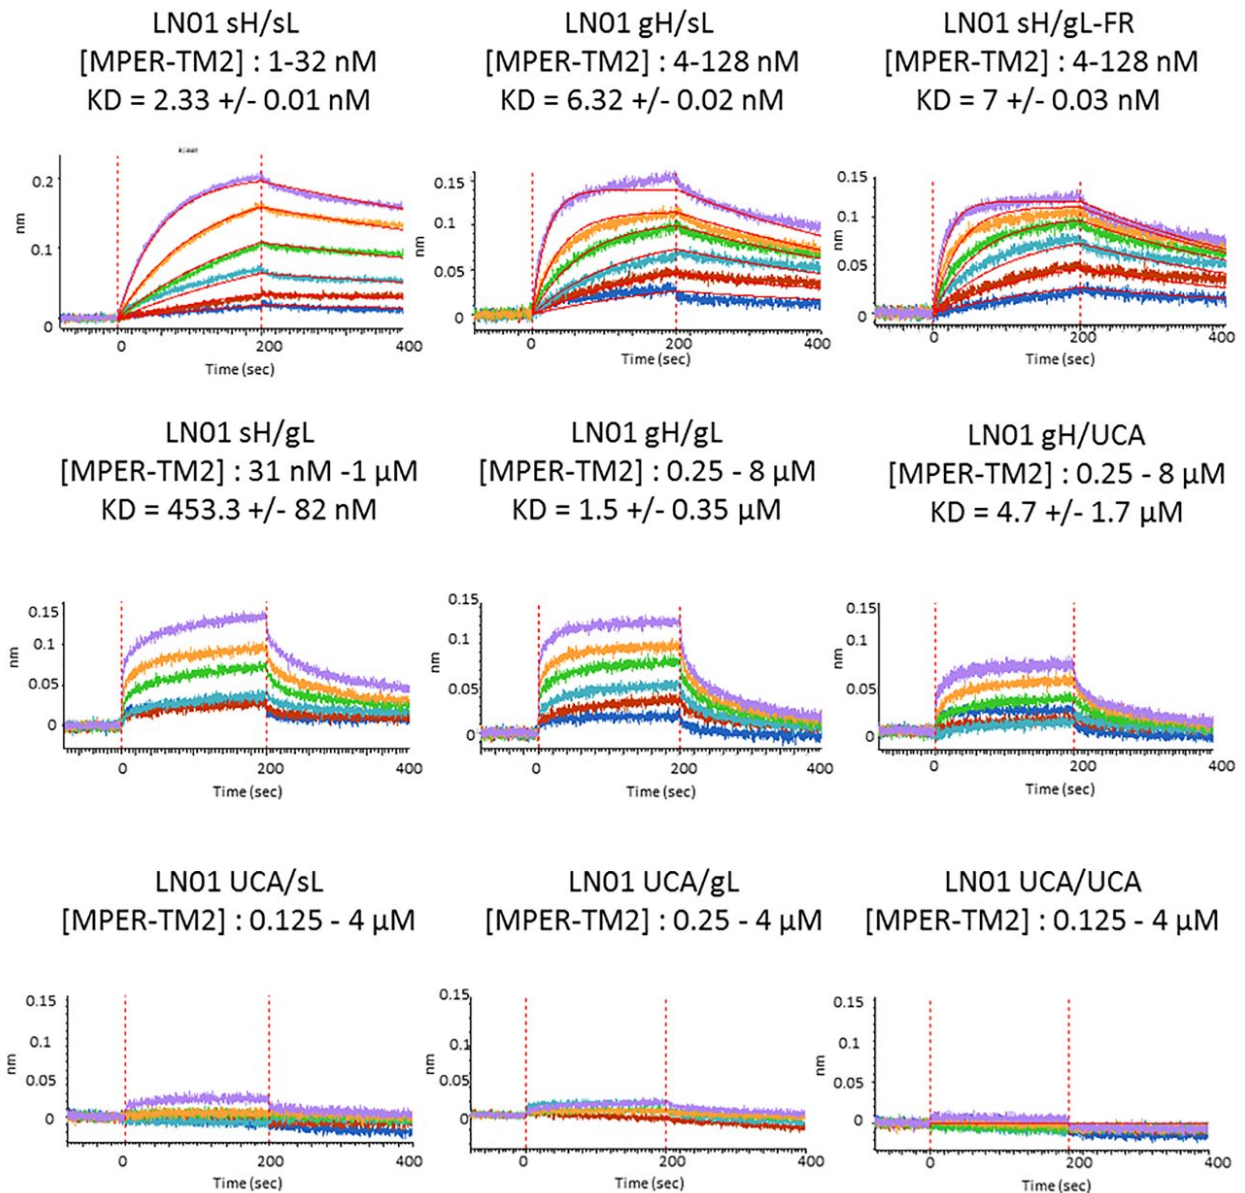 LN01 sH/sL
[MPER-TM2] : 1-32 nM
KD = 2.33 +/- 0.01 nM
0.2
0.1
0
nm
0
200
400
Time (sec)
LN01 gH/sL
[MPER-TM2] : 4-128 nM
KD = 6.32 +/- 0.02 nM
0.15
0.1
0.05
0
nm
0
200
400
Time (sec)
LN01 sH/gL-FR
[MPER-TM2] : 4-128 nM
KD = 7 +/- 0.03 nM
0.15
0.1
0.05
0
nm
0
200
400
Time (sec)
LN01 sH/gL
[MPER-TM2] : 31 nM -1 µM
KD = 453.3 +/- 82 nM
0.15
0.1
0.05
0
nm
0
200
400
Time (sec)
LN01 gH/gL
[MPER-TM2] : 0.25 - 8 µM
KD = 1.5 +/- 0.35 µM
0.15
0.1
0.05
0
nm
0
200
400
Time (sec)
LN01 gH/UCA
[MPER-TM2] : 0.25 - 8 µM
KD = 4.7 +/- 1.7 µM
0.15
0.1
0.05
0
nm
0
200
400
Time (sec)
LN01 UCA/sL
[MPER-TM2] : 0.125 - 4 µM
0.15
0.1
0.05
0
nm
0
200
400
Time (sec)
LN01 UCA/gL
[MPER-TM2] : 0.25 - 4 µM
0.15
0.1
0.05
0
nm
0
200
400
Time (sec)
LN01 UCA/UCA
[MPER-TM2] : 0.125 - 4 µM
0.15
0.1
0.05
0
nm
0
200
400
Time (sec)